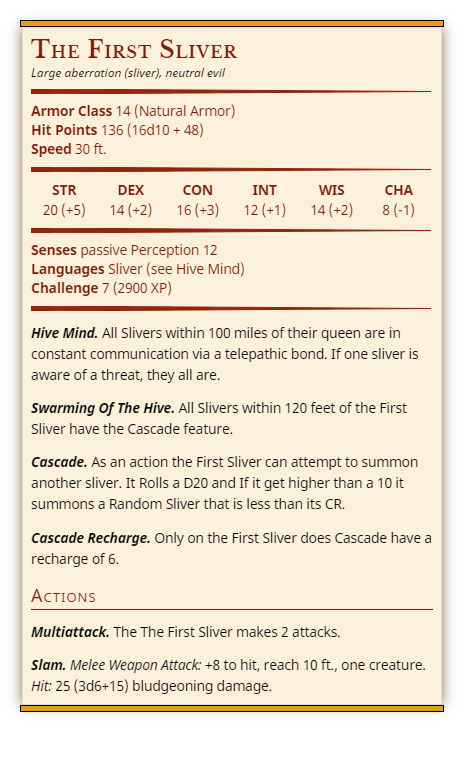 The First Sliver
Large aberration (sliver), neutral evil
Armor Class 14 (Natural Armor)
Hit Points 136 (16d10 + 48)
Speed 30 ft.
STR DEX CON INT WIS CHA
20 (+5) 14 (+2) 16 (+3) 12 (+1) 14 (+2) 8 (-1)
Senses passive Perception 12
Languages Sliver (see Hive Mind)
Challenge 7 (2900 XP)
Hive Mind. All Slivers within 100 miles of their queen are in
constant communication via a telepathic bond. If one sliver is
aware of a threat, they all are.
Swarming Of The Hive. All Slivers within 120 feet of the First
Sliver have the Cascade feature.
Cascade. As an action the First Sliver can attempt to summon
another sliver. It Rolls a D20 and If it get higher than a 10 it
summons a Random Sliver that is less than its CR.
Cascade Recharge. Only on the First Sliver does Cascade have a
recharge of 6.
Actions
Multiattack. The The First Sliver makes 2 attacks.
Slam. Melee Weapon Attack: +8 to hit, reach 10 ft., one creature.
Hit: 25 (3d6+15) bludgeoning damage.